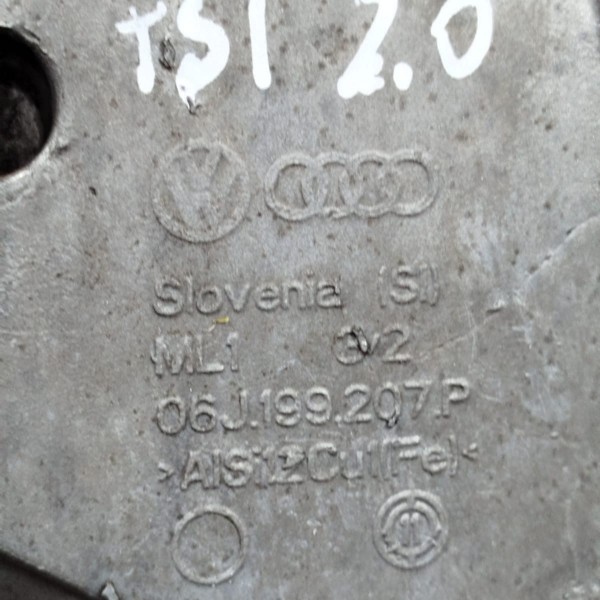 TSI 2.0
Slovenia (SI)
ML1
06J.199.207.P
>AlSi12Cu1(Fe)<